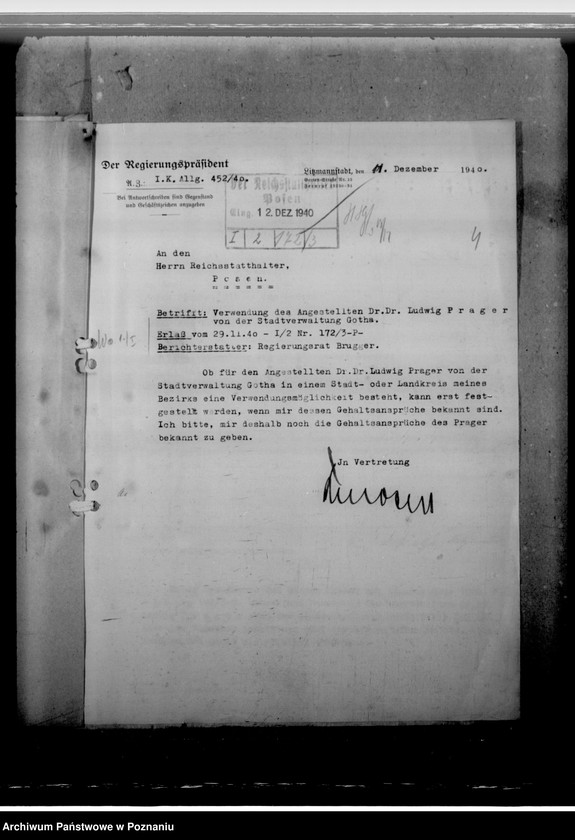 Der Regierungspräsident
A.Z.: I.K. Allg. 452/40.
Bei Antwortschreiben sind Gegenstand
und Geschäftszeichen anzugeben
Litzmannstadt, den 11. Dezember 1940.
Der Reichsstatthalter
Posen
Eing. 12. DEZ. 1940
I 2 172/3
4
An den
Herrn Reichsstatthalter,
P o s e n.
Betrifft: Verwendung des Angestellten Dr.Dr. Ludwig P r a g e r
von der Stadtverwaltung Gotha.
Erlaß vom 29.11.40 - I/2 Nr. 172/3-P-
Berichterstatter: Regierungsrat Brugger.
Ob für den Angestellten Dr.Dr.Ludwig Prager von der
Stadtverwaltung Gotha in einem Stadt- oder Landkreis meines
Bezirks eine Verwendungsmöglichkeit besteht, kann erst fest-
gestellt werden, wenn mir dessen Gehaltsansprüche bekannt sind.
Ich bitte, mir deshalb noch die Gehaltsansprüche des Prager
bekannt zu geben.
Jn Vertretung
Archiwum Państwowe w Poznaniu